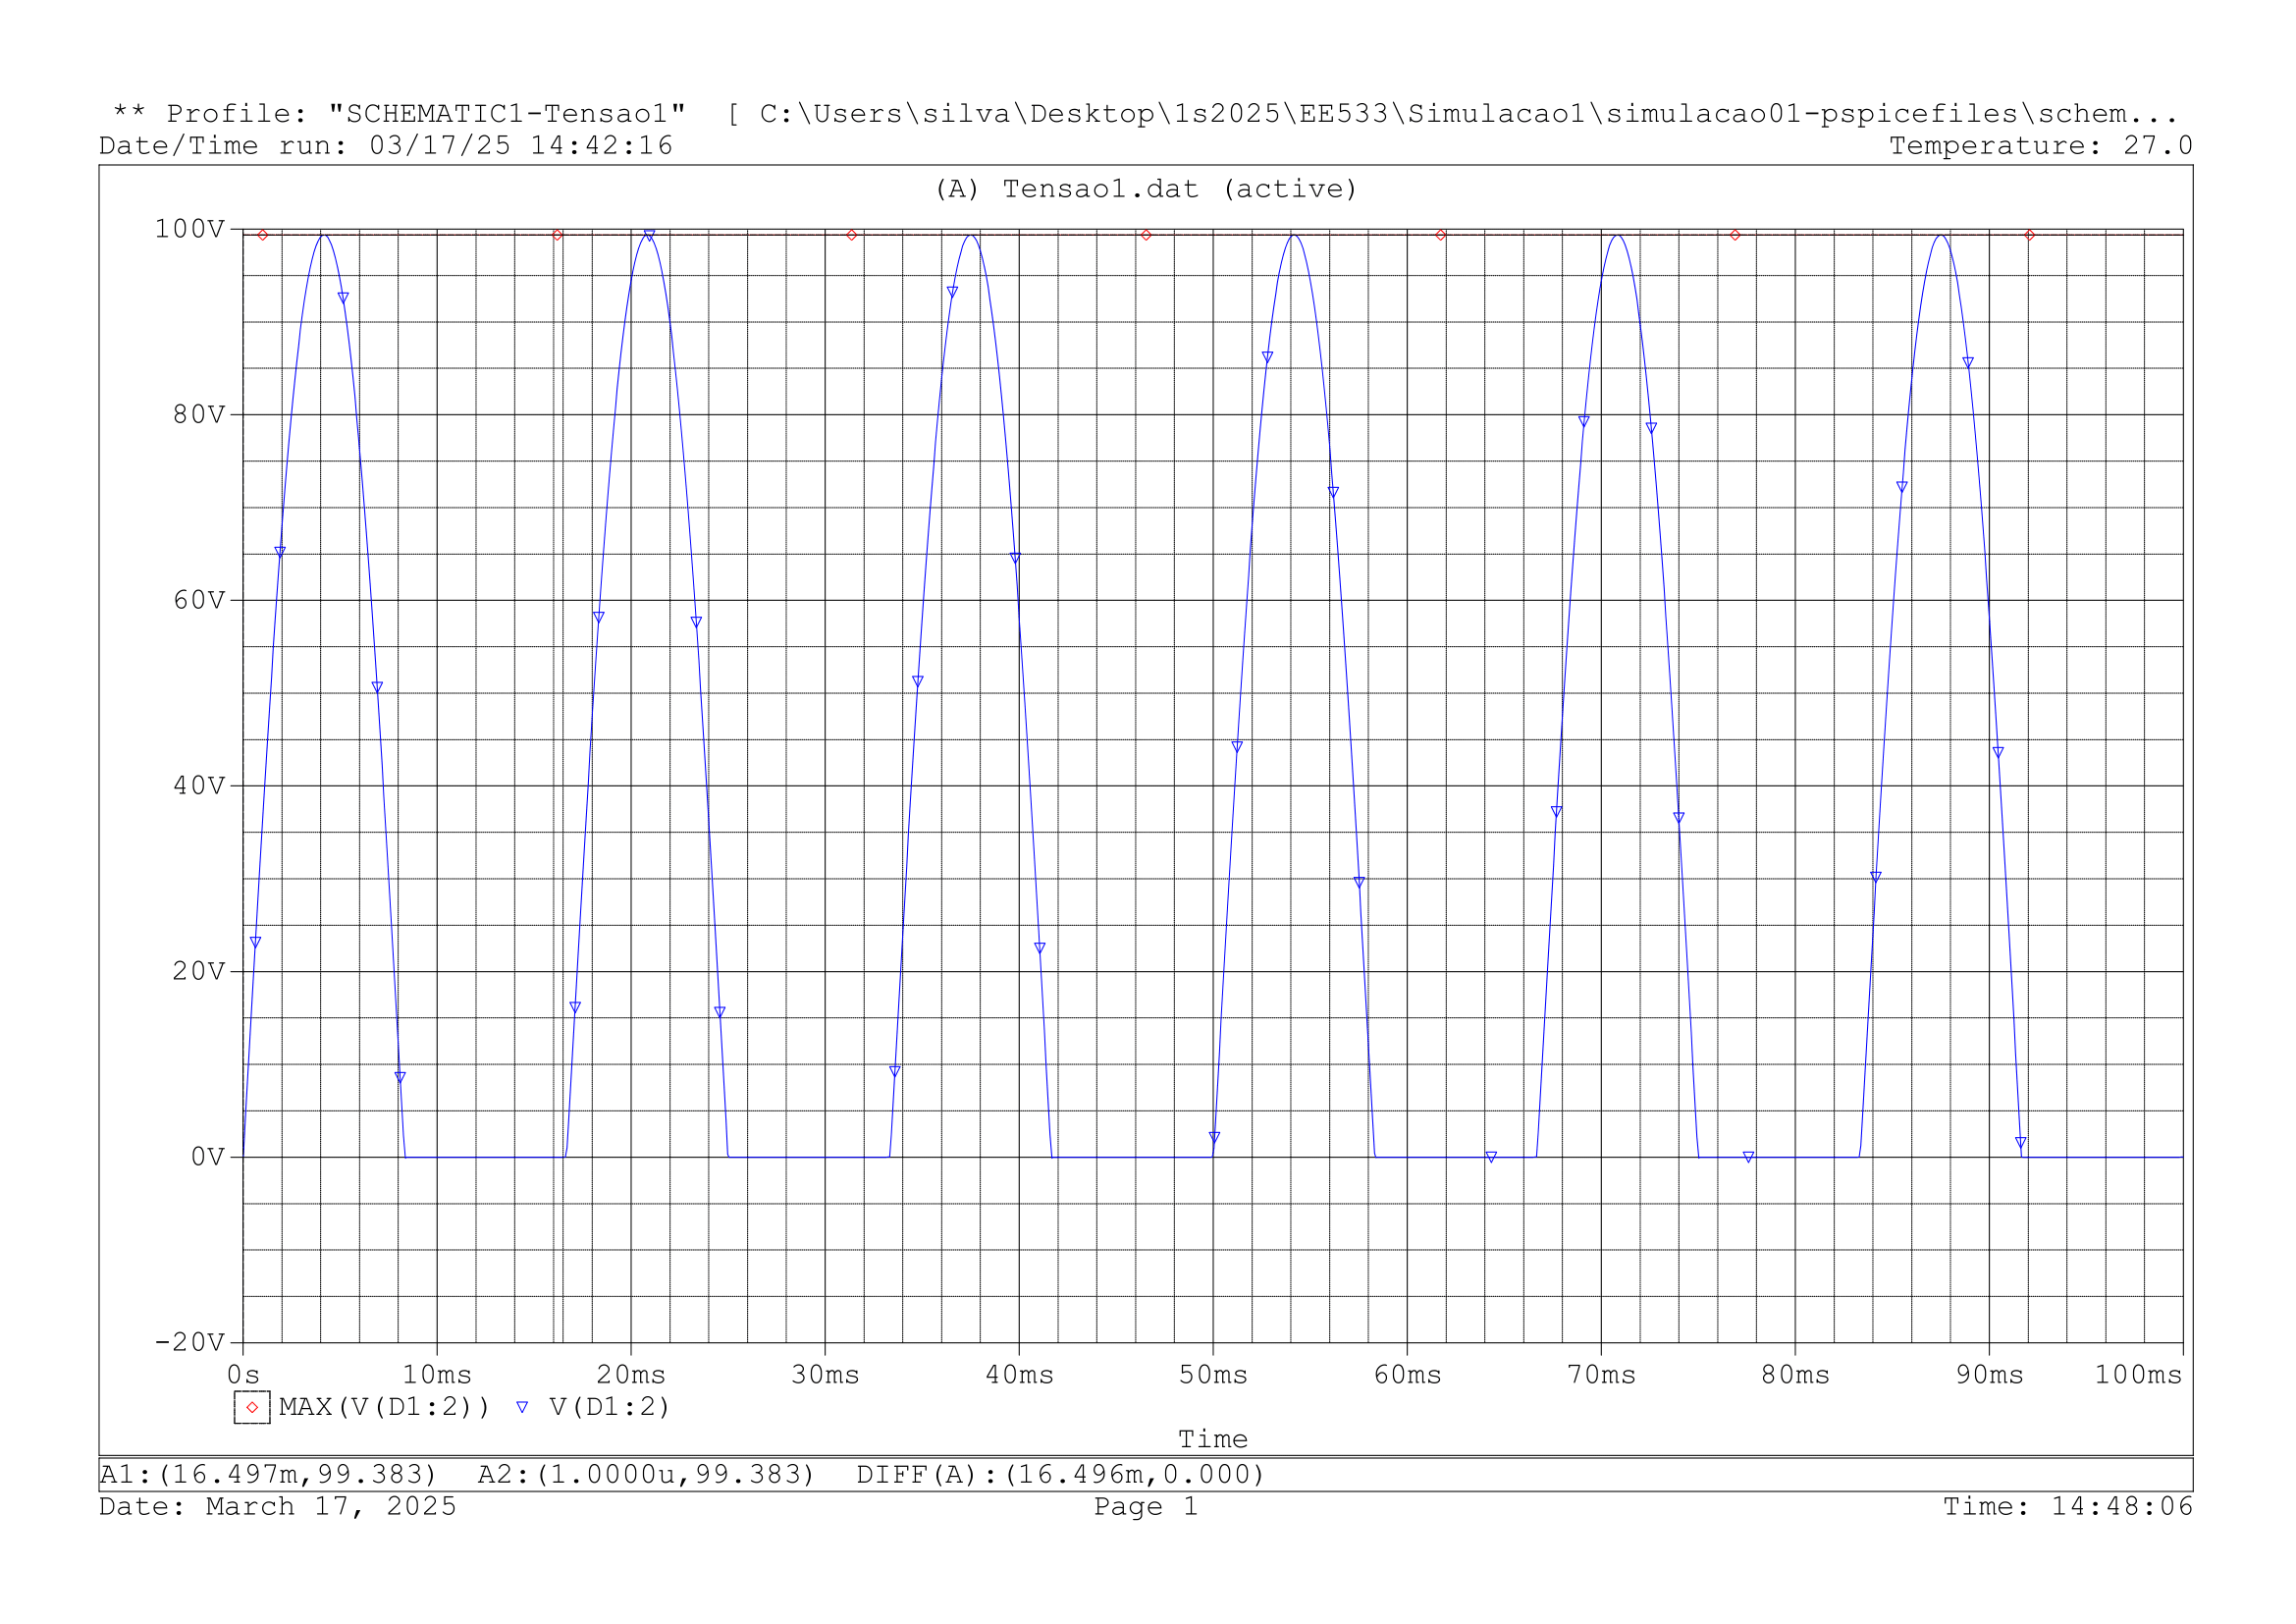 ** Profile: "SCHEMATIC1-Tensao1"  [ C:\Users\silva\Desktop\1s2025\EE533\Simulacao1\simulacao01-pspicefiles\schem...
Date/Time run: 03/17/25 14:42:16 Temperature: 27.0
(A) Tensao1.dat (active)
100V
80V
60V
40V
20V
0V
-20V
0s 10ms 20ms 30ms 40ms 50ms 60ms 70ms 80ms 90ms 100ms
MAX(V(D1:2)) V(D1:2)
Time
A1:(16.497m,99.383)  A2:(1.0000u,99.383)  DIFF(A):(16.496m,0.000)
Date: March 17, 2025 Page 1 Time: 14:48:06